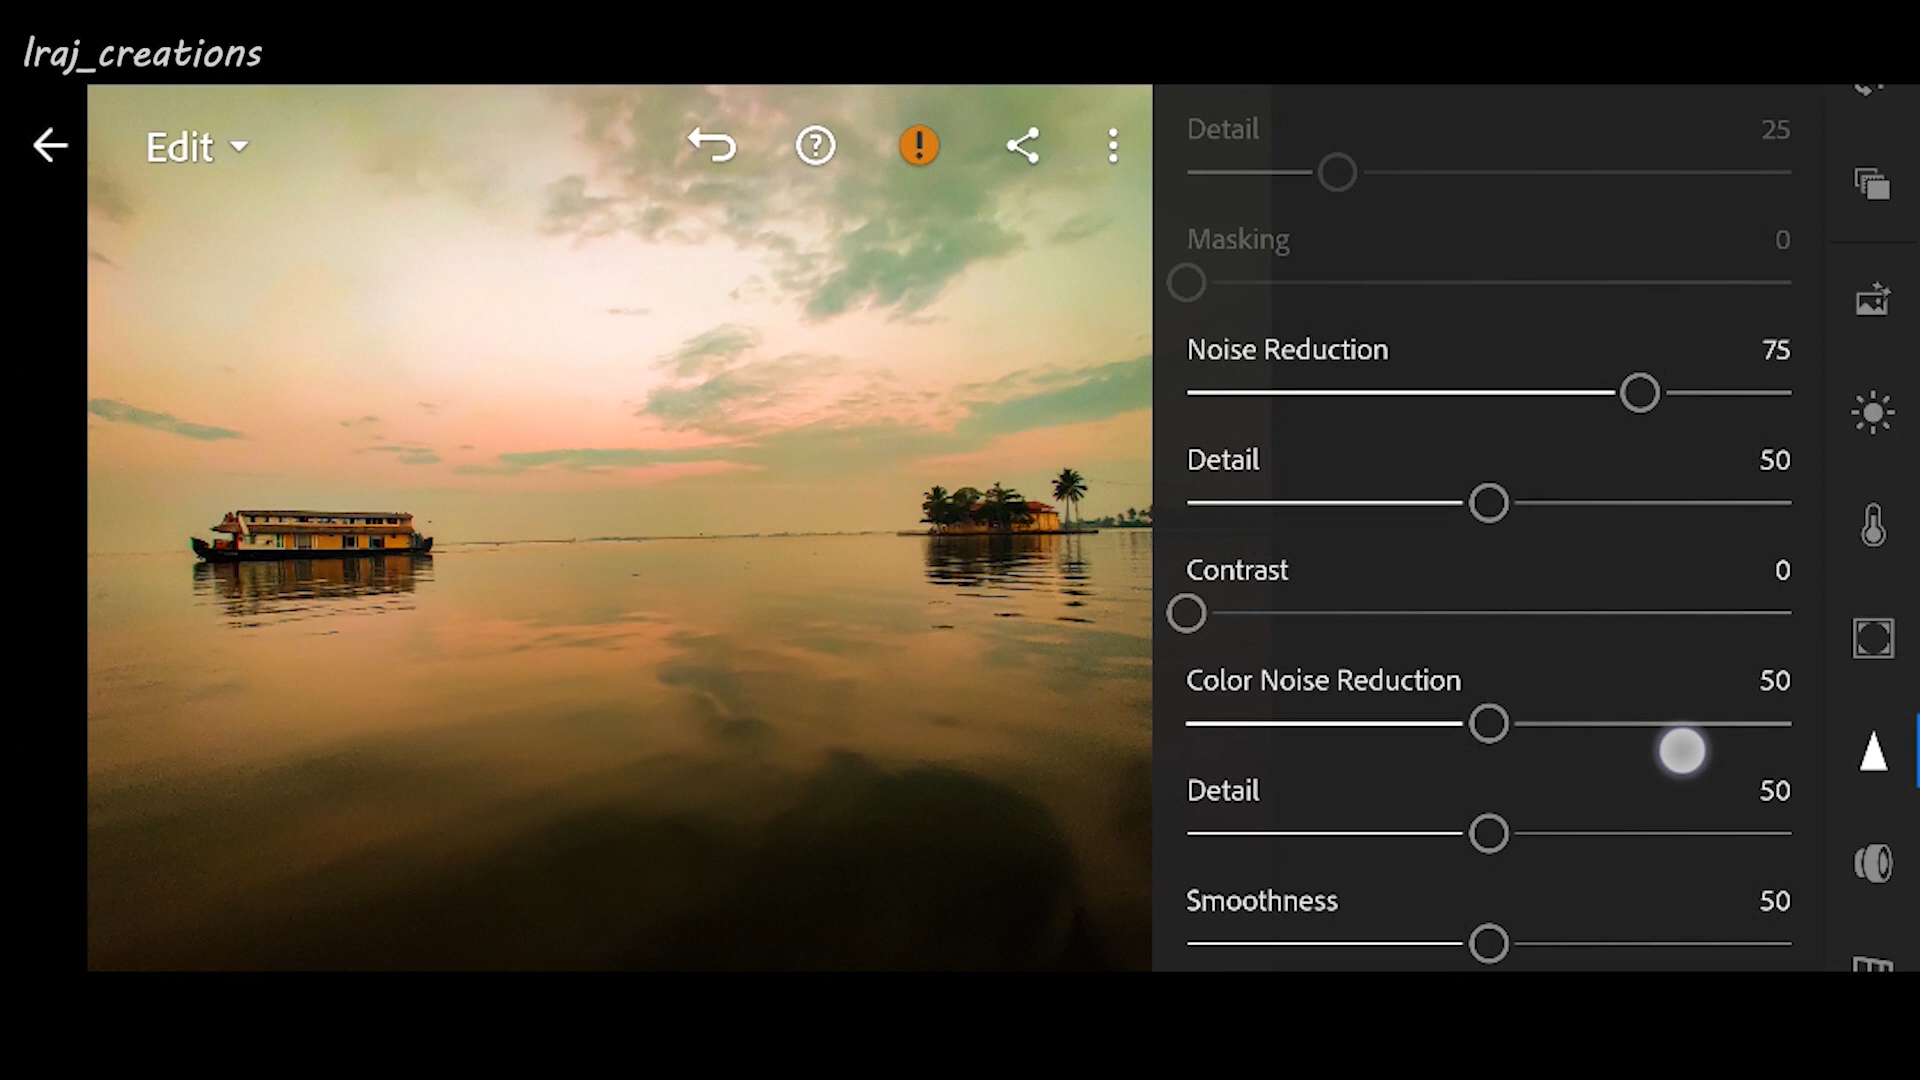 lraj_creations
Edit
Detail 25
Masking 0
Noise Reduction 75
Detail 50
Contrast 0
Color Noise Reduction 50
Detail 50
Smoothness 50